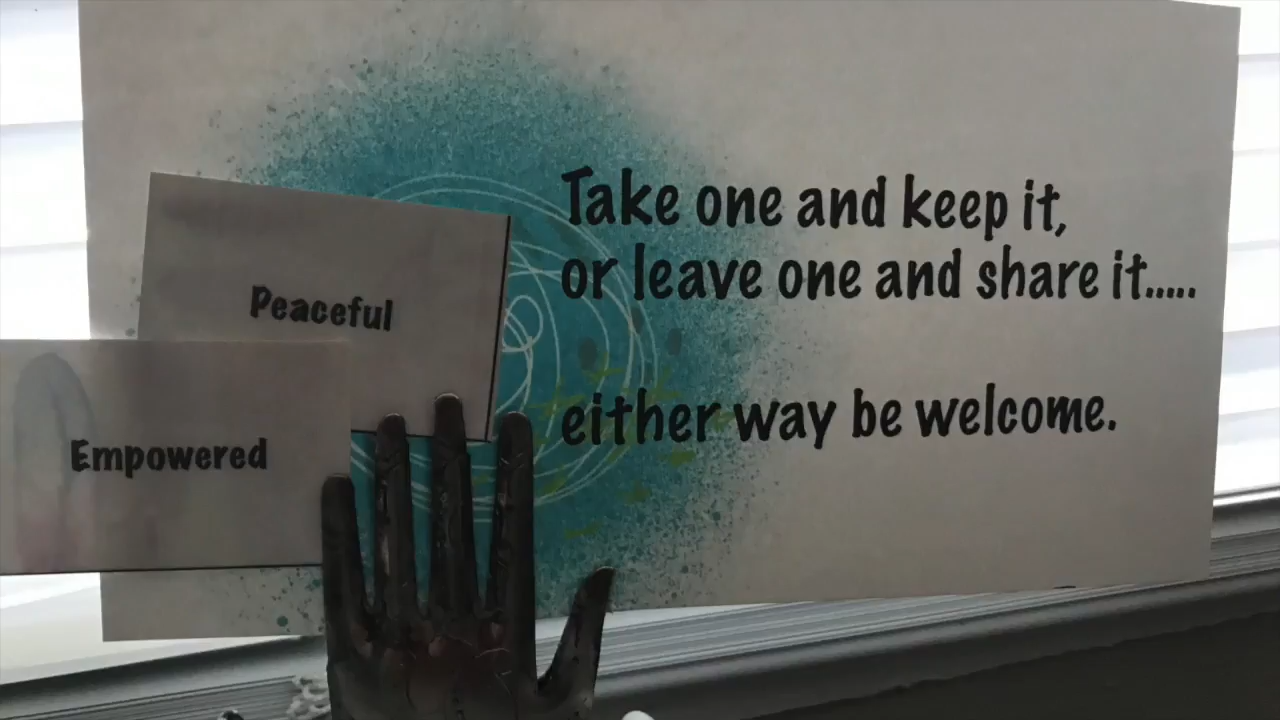 Take one and keep it,
or leave one and share it.....
either way be welcome.
Peaceful
Empowered